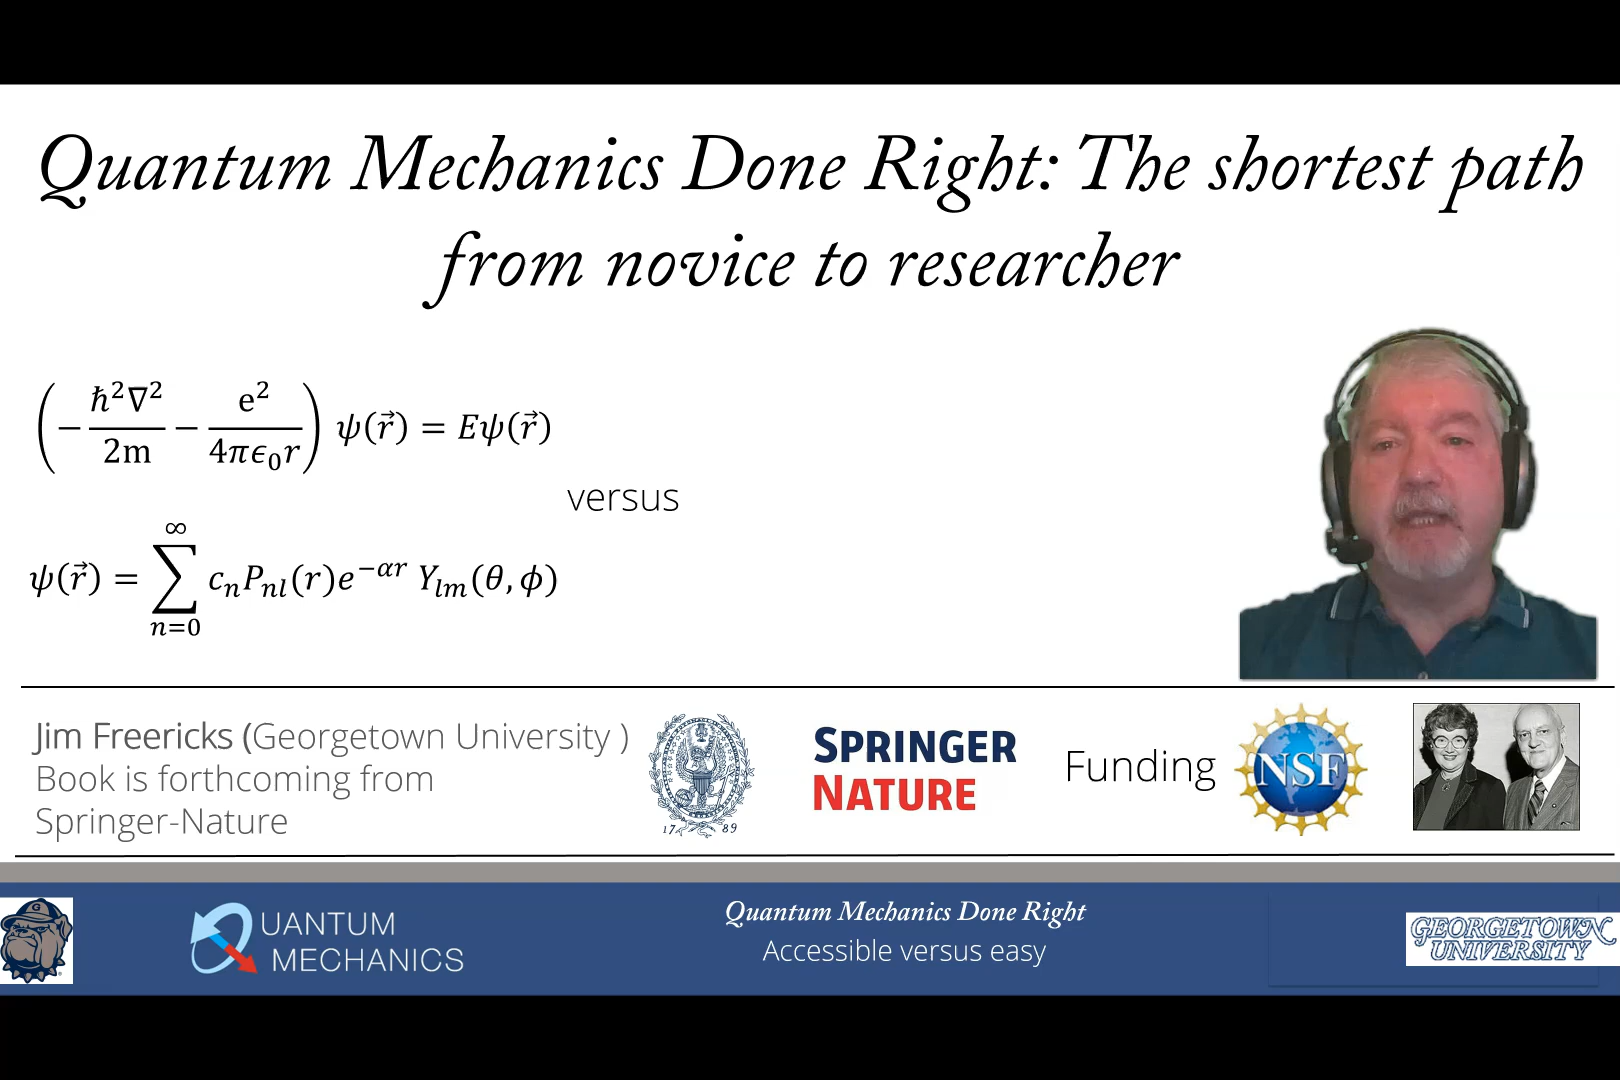 Quantum Mechanics Done Right: The shortest path
from novice to researcher
(−ħ²∇²/2m − e²/4πϵ₀r) ψ(r⃗) = Eψ(r⃗)
versus
ψ(r⃗) = ∑_{n=0}^{∞} cₙPₙₗ(r)e^{−αr} Yₗₘ(θ, ϕ)
Jim Freericks (Georgetown University )
Book is forthcoming from
Springer-Nature
17 89
SPRINGER
NATURE
Funding
NSF
G
UANTUM
MECHANICS
Quantum Mechanics Done Right
Accessible versus easy
GEORGETOWN
UNIVERSITY